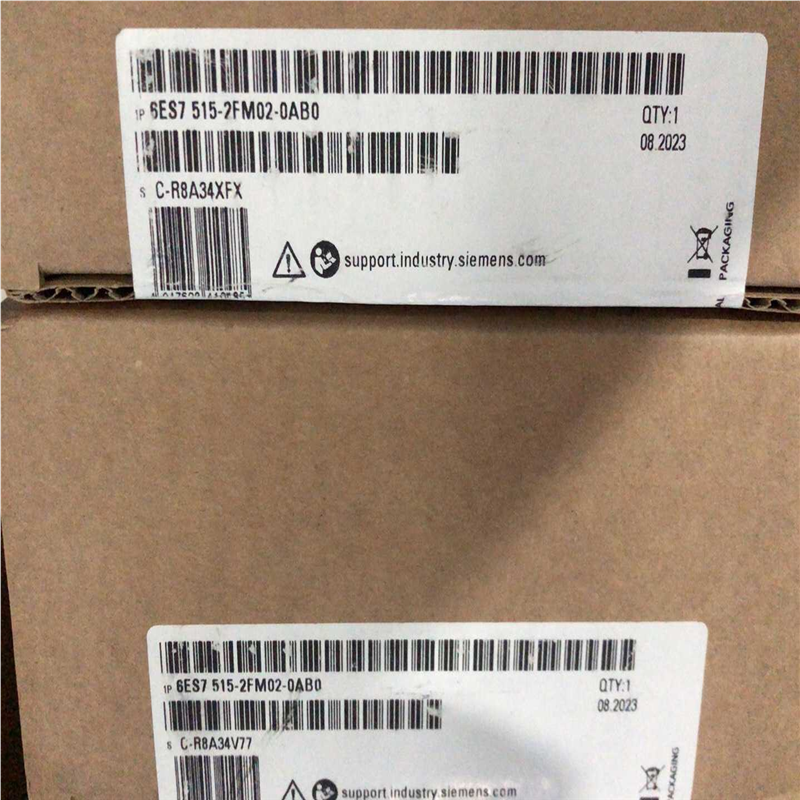 1P 6ES7 515-2FM02-0AB0
QTY:1
08.2023
S C-R8A34XFX
support.industry.siemens.com
PACKAGING
1P 6ES7 515-2FM02-0AB0
QTY:1
08.2023
S C-R8A34V77
support.industry.siemens.com
PACKAGING